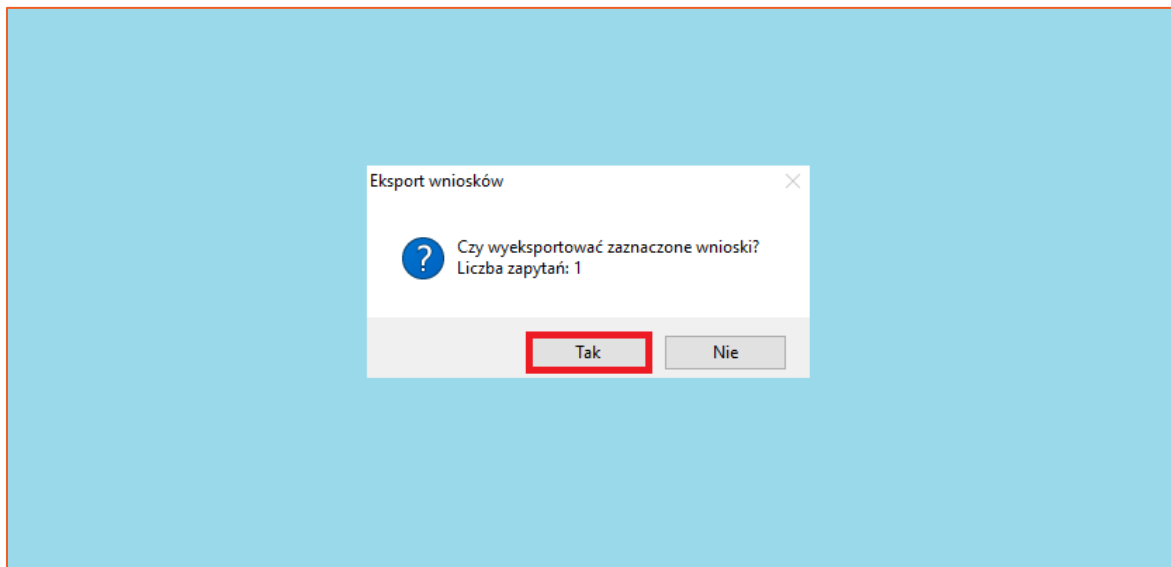 Eksport wniosków
Czy wyeksportować zaznaczone wnioski?
Liczba zapytań: 1
Tak
Nie